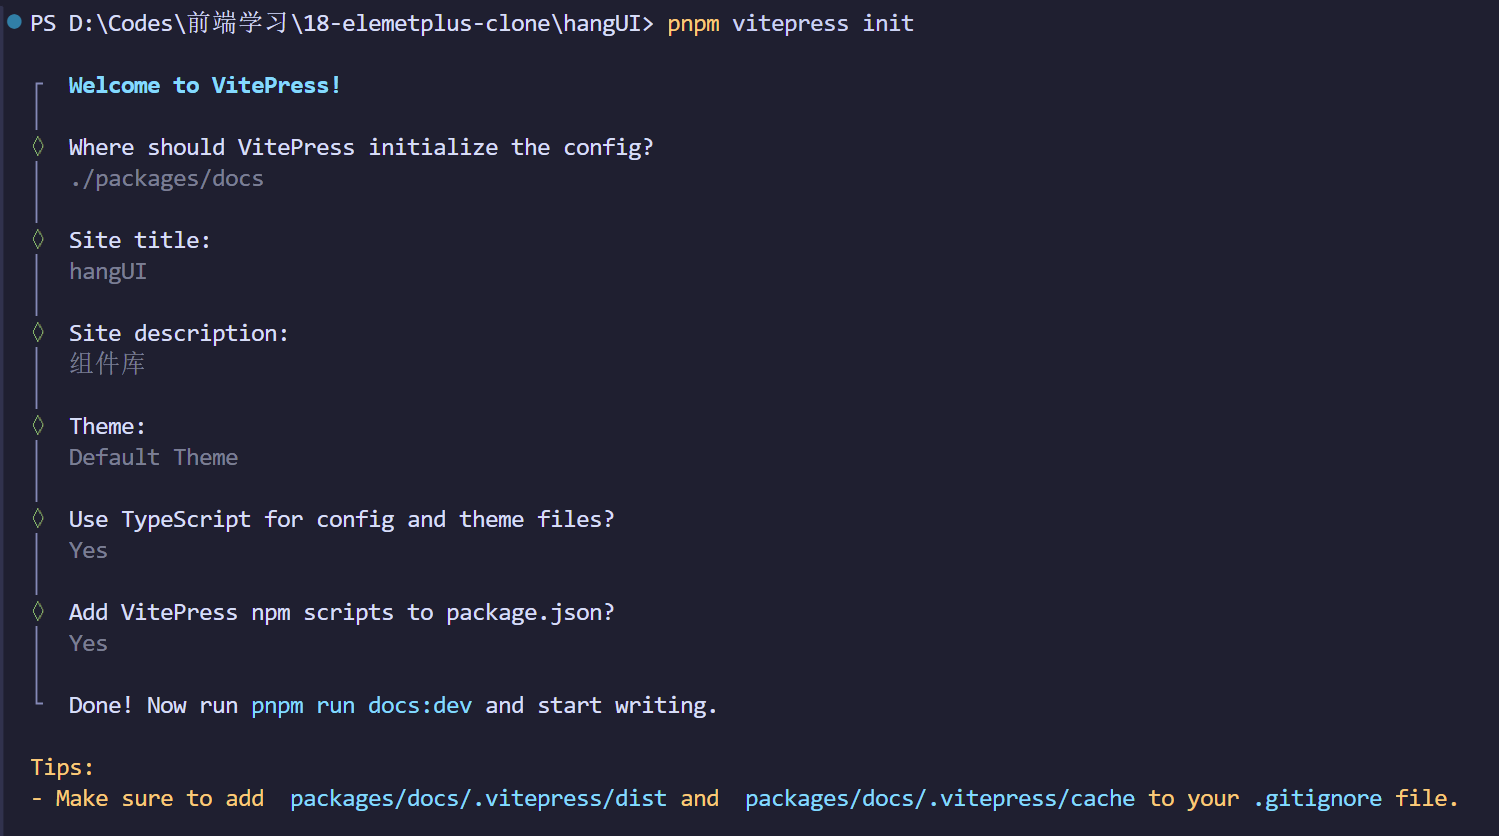 PS D:\Codes\前端学习\18-elemetplus-clone\hangUI> pnpm vitepress init
Welcome to VitePress!
Where should VitePress initialize the config?
./packages/docs
Site title:
hangUI
Site description:
组件库
Theme:
Default Theme
Use TypeScript for config and theme files?
Yes
Add VitePress npm scripts to package.json?
Yes
Done! Now run pnpm run docs:dev and start writing.
Tips:
- Make sure to add  packages/docs/.vitepress/dist and  packages/docs/.vitepress/cache to your .gitignore file.